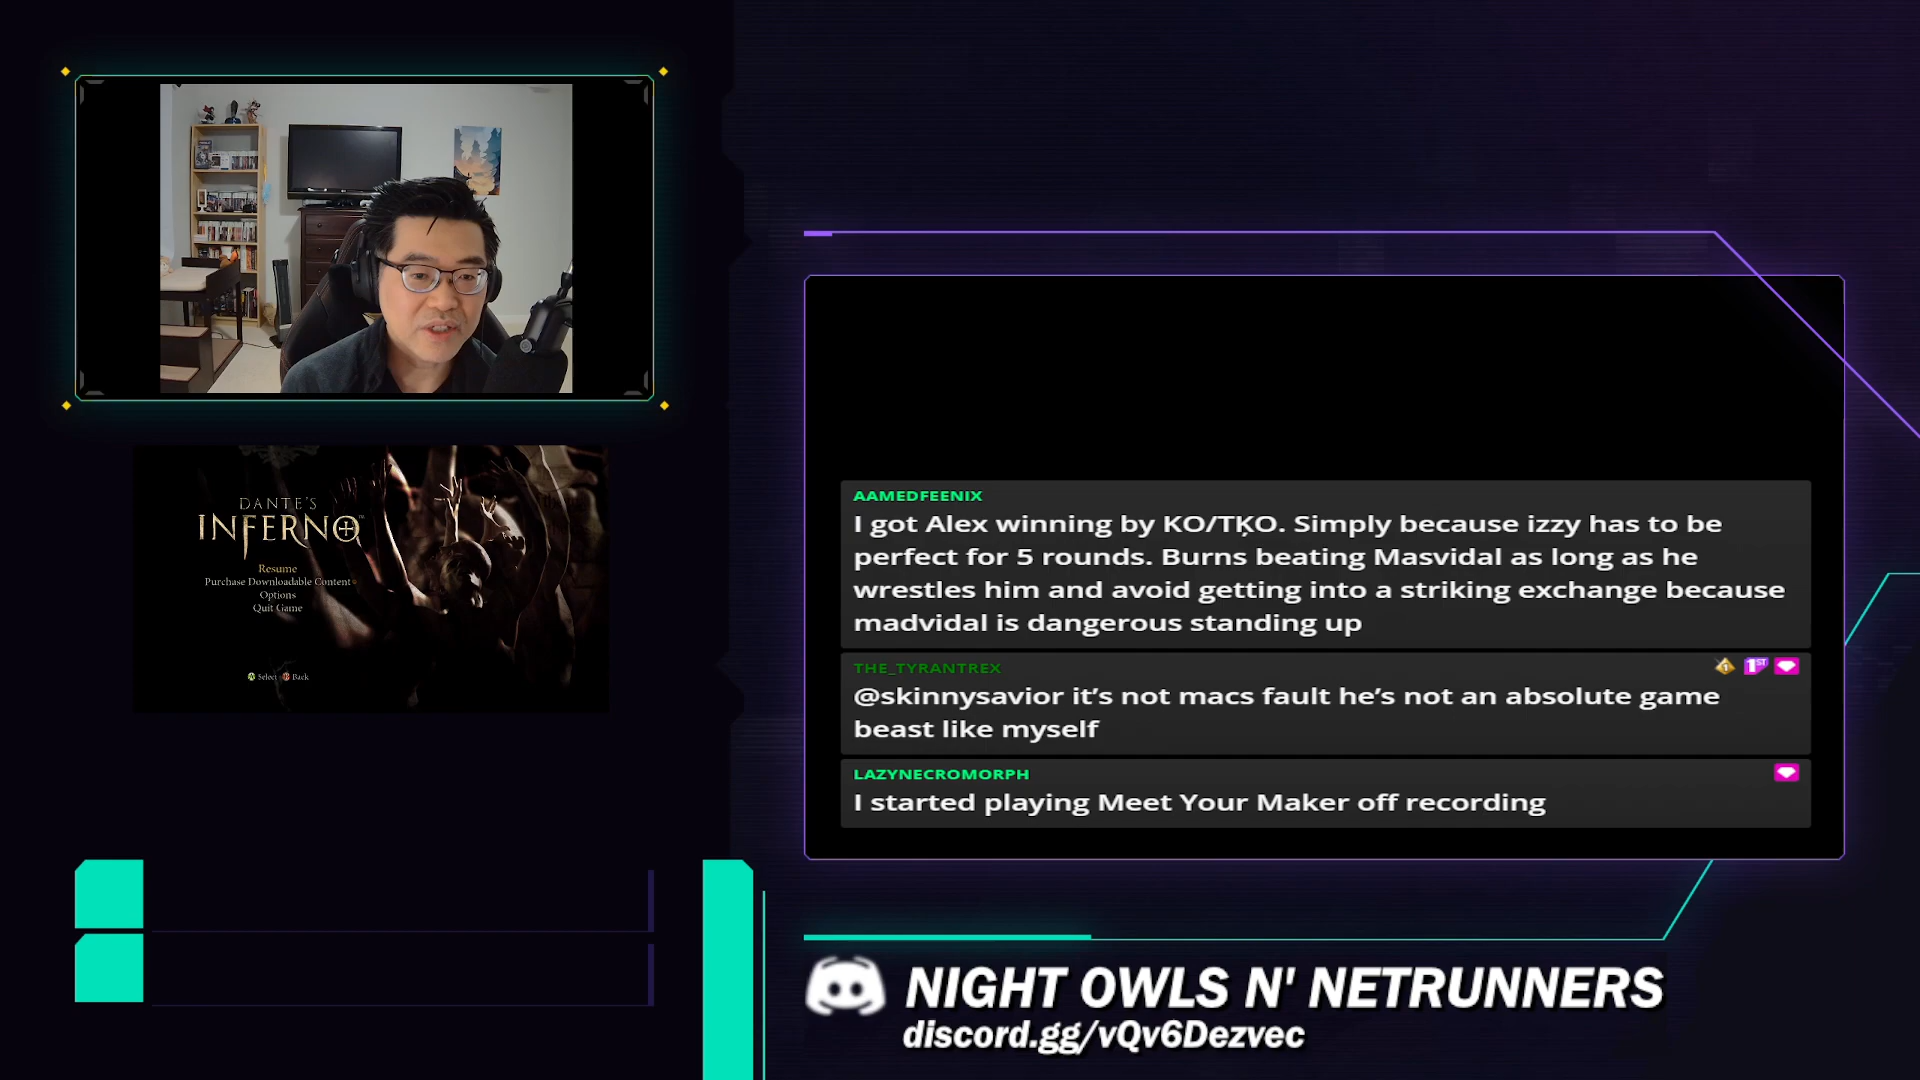 DANTE'S
INFERNO
Resume
Purchase Downloadable Content
Options
Quit Game
Select Back
AAMEDFEENIX
I got Alex winning by KO/TKO. Simply because izzy has to be
perfect for 5 rounds. Burns beating Masvidal as long as he
wrestles him and avoid getting into a striking exchange because
madvidal is dangerous standing up
THE_TYRANTREX
1ST
@skinnysavior it's not macs fault he's not an absolute game
beast like myself
LAZYNECROMORPH
I started playing Meet Your Maker off recording
NIGHT OWLS N' NETRUNNERS
discord.gg/vQv6Dezvec